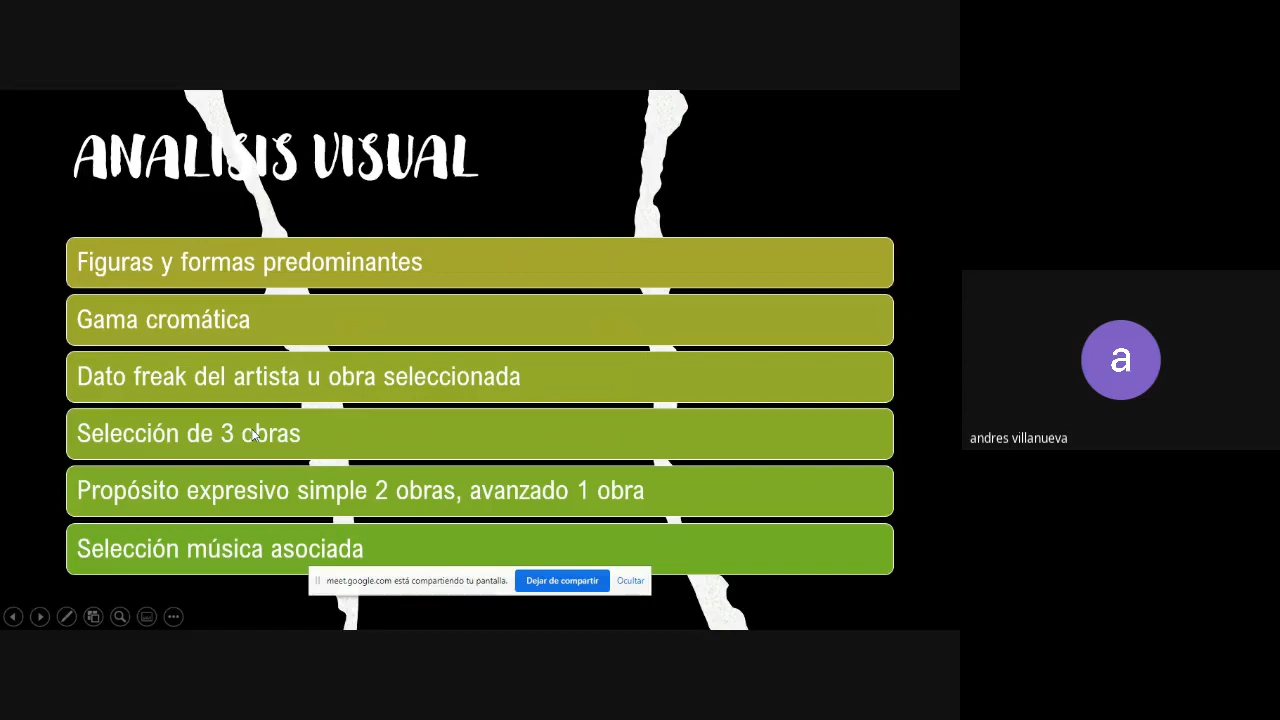 ANALISIS VISUAL
Figuras y formas predominantes
Gama cromática
Dato freak del artista u obra seleccionada
Selección de 3 obras
Propósito expresivo simple 2 obras, avanzado 1 obra
Selección música asociada
meet.google.com está compartiendo tu pantalla. Dejar de compartir Ocultar
a
andres villanueva